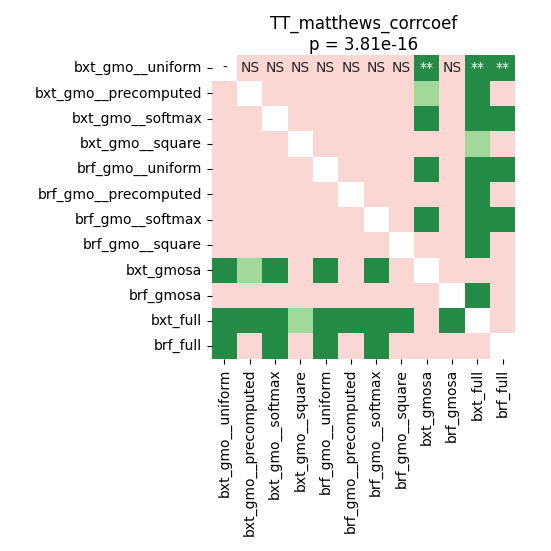 TT_matthews_corrcoef
p = 3.81e-16
bxt_gmo__uniform - NS NS NS NS NS NS NS ** NS ** **
bxt_gmo__precomputed
bxt_gmo__softmax
bxt_gmo__square
brf_gmo__uniform
brf_gmo__precomputed
brf_gmo__softmax
brf_gmo__square
bxt_gmosa
brf_gmosa
bxt_full
brf_full
bxt_gmo__uniform
bxt_gmo__precomputed
bxt_gmo__softmax
bxt_gmo__square
brf_gmo__uniform
brf_gmo__precomputed
brf_gmo__softmax
brf_gmo__square
bxt_gmosa
brf_gmosa
bxt_full
brf_full